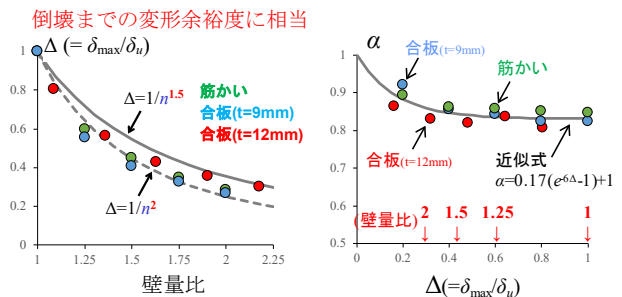 倒壊までの変形余裕度に相当
Δ (= δmax/δu)
1
0.8
0.6
0.4
0.2
0
1
1.25
1.5
1.75
2
2.25
壁量比
筋かい
合板(t=9mm)
合板(t=12mm)
Δ=1/n^1.5
Δ=1/n^2
α
1
0.9
0.8
0.7
0.6
0.5
0
0.2
0.4
0.6
0.8
1
Δ(=δmax/δu)
合板(t=9mm)
筋かい
合板(t=12mm)
近似式
α=0.17(e^6Δ-1)+1
(壁量比)
2
1.5
1.25
1
↓ ↓ ↓ ↓